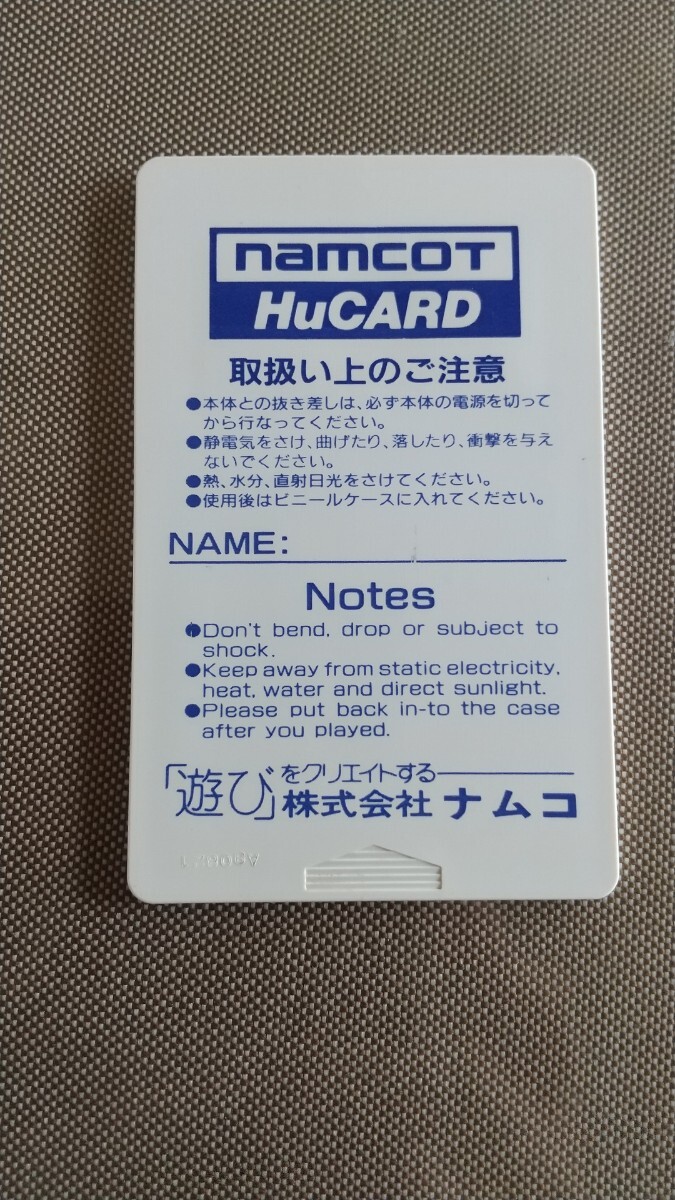 namcoT
HuCARD
取扱い上のご注意
●本体との抜き差しは、必ず本体の電源を切って
から行なってください。
●静電気をさけ、曲げたり、落したり、衝撃を与え
ないでください。
●熱、水分、直射日光をさけてください。
●使用後はビニールケースに入れてください。
NAME:
Notes
●Don't bend, drop or subject to
shock.
●Keep away from static electricity,
heat, water and direct sunlight.
●Please put back in-to the case
after you played.
「遊び」をクリエイトする
株式会社ナムコ